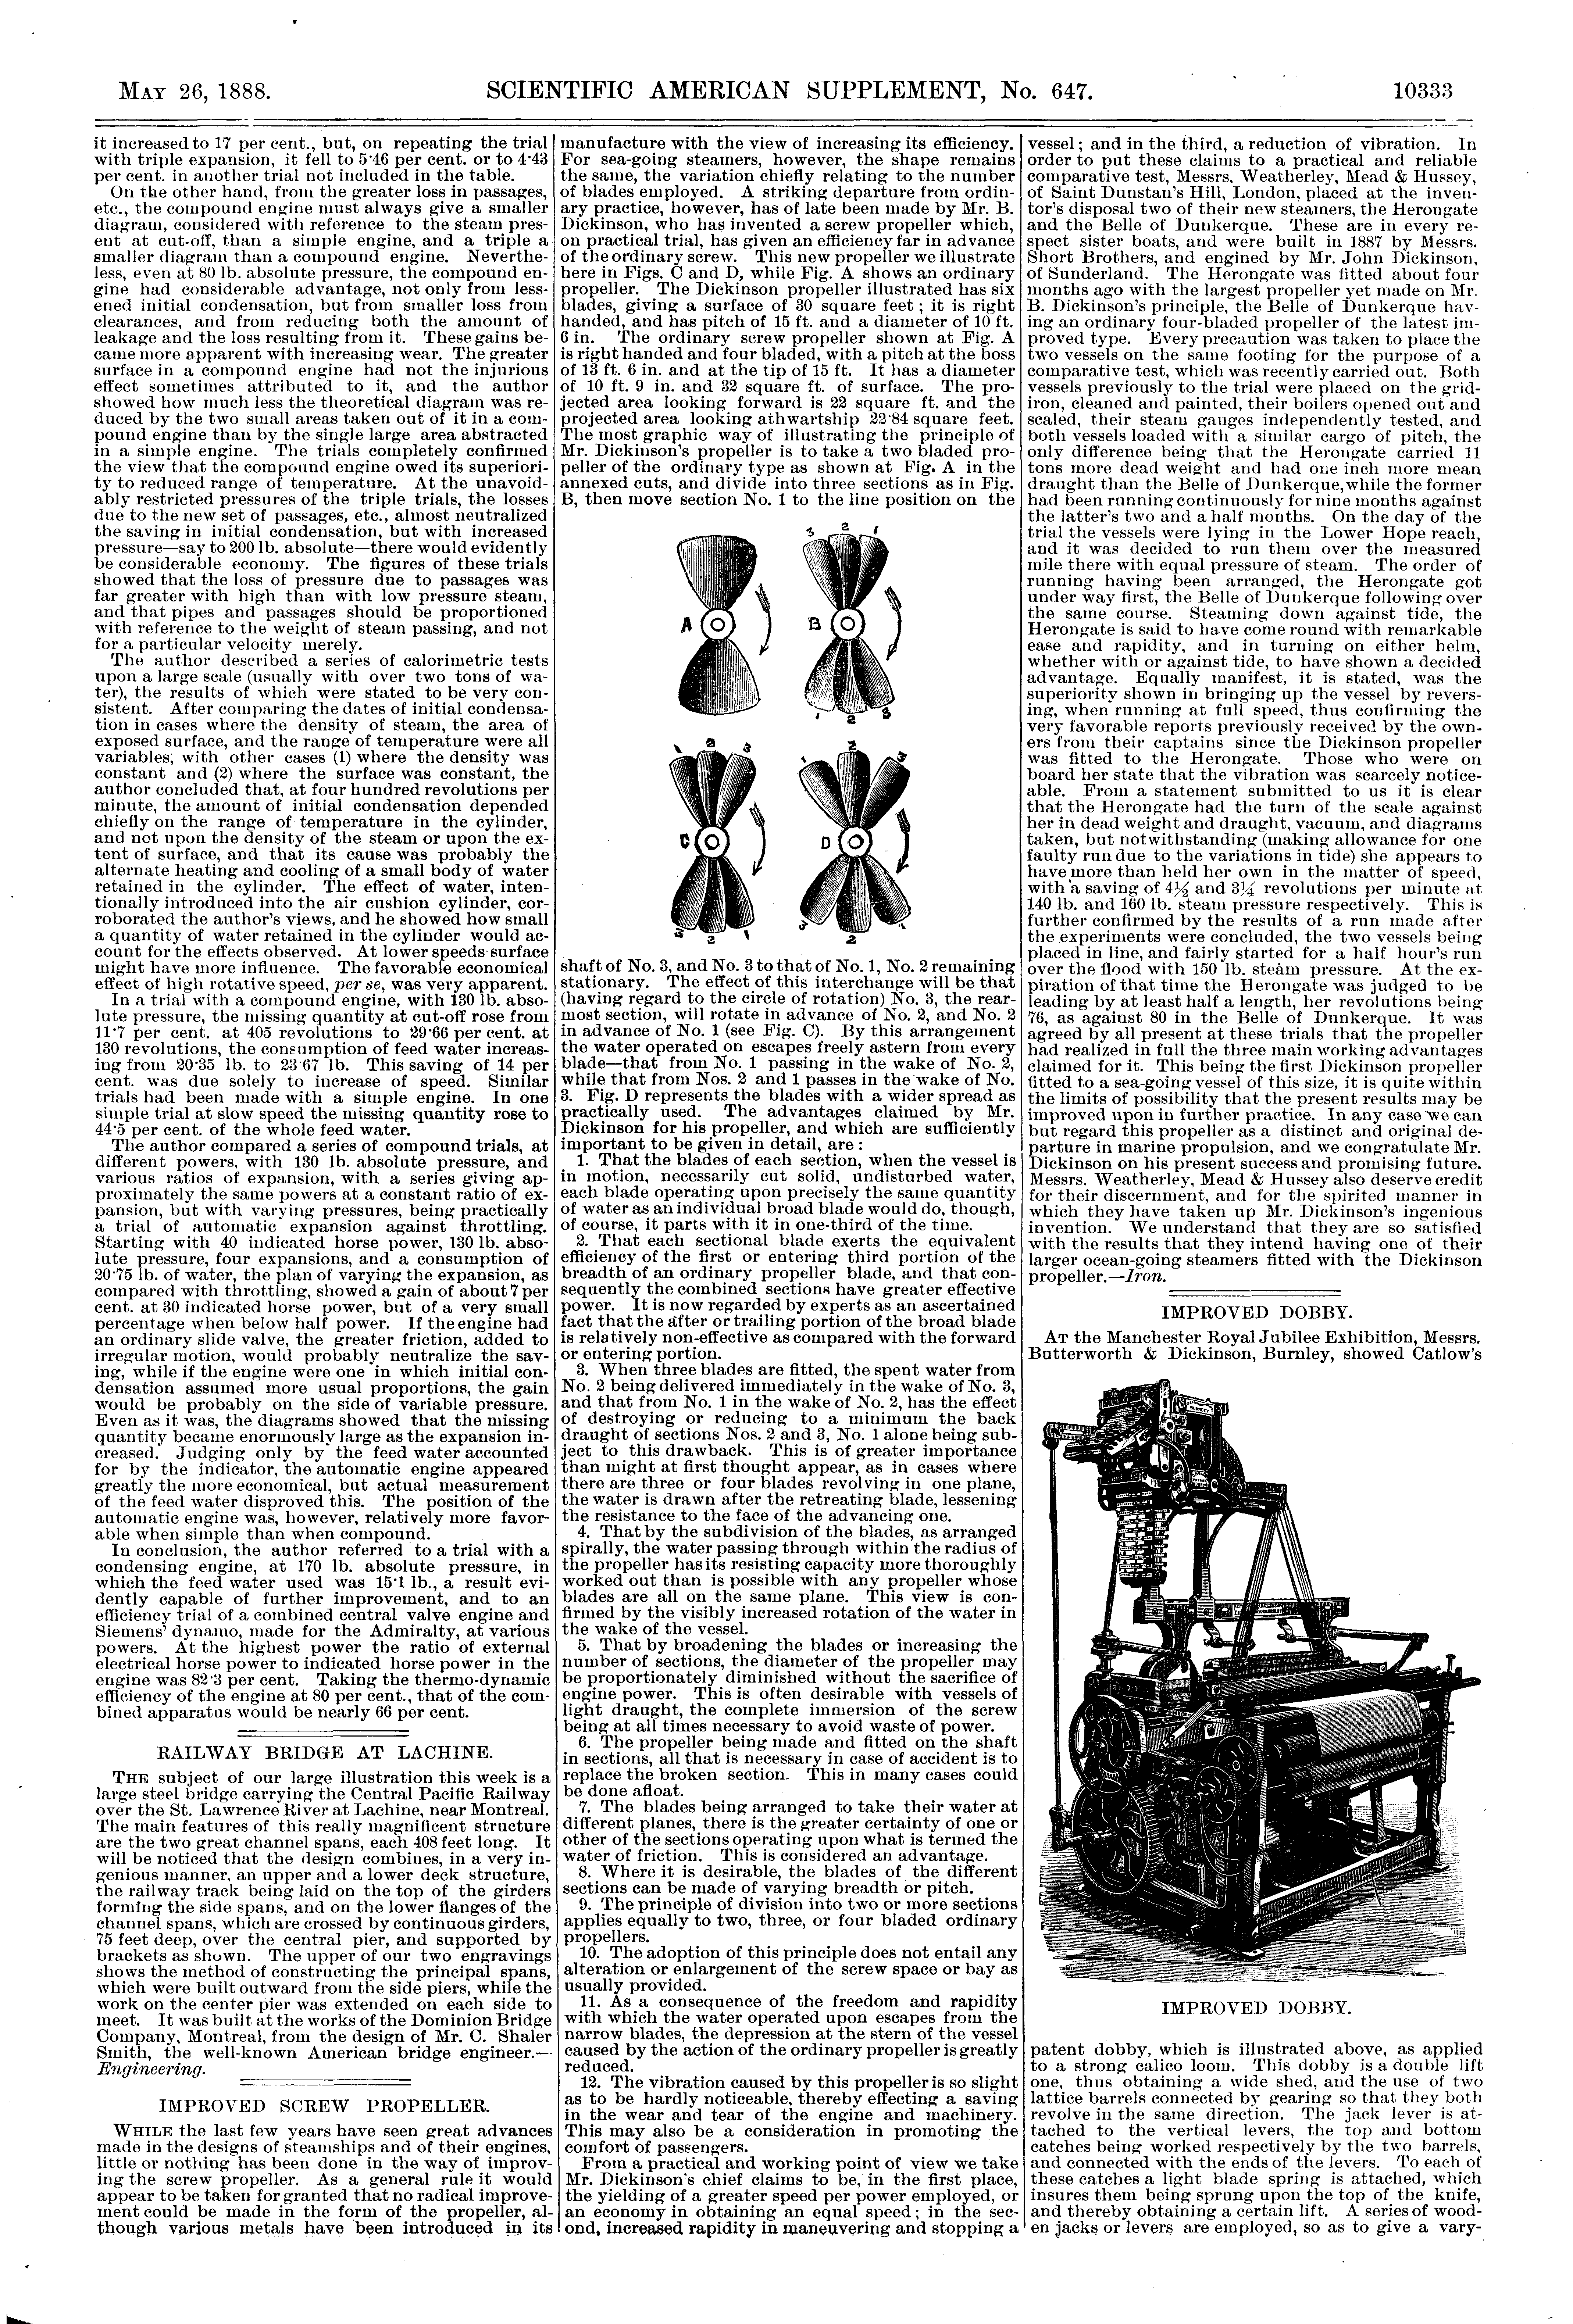 MAY 26, 1888. SCIENTIFIC AMERICAN SUPPLEMENT, No. 647. 10333
it increased to 17 per cent., but, on repeating the trial
with triple expansion, it fell to 5·46 per cent. or to 4·43
per cent. in another trial not included in the table.
On the other hand, from the greater loss in passages,
etc., the compound engine must always give a smaller
diagram, considered with reference to the steam pres-
ent at cut-off, than a simple engine, and a triple a
smaller diagram than a compound engine. Neverthe-
less, even at 80 lb. absolute pressure, the compound en-
gine had considerable advantage, not only from less-
ened initial condensation, but from smaller loss from
clearances, and from reducing both the amount of
leakage and the loss resulting from it. These gains be-
came more apparent with increasing wear. The greater
surface in a compound engine had not the injurious
effect sometimes attributed to it, and the author
showed how much less the theoretical diagram was re-
duced by the two small areas taken out of it in a com-
pound engine than by the single large area abstracted
in a simple engine. The trials completely confirmed
the view that the compound engine owed its superiori-
ty to reduced range of temperature. At the unavoid-
ably restricted pressures of the triple trials, the losses
due to the new set of passages, etc., almost neutralized
the saving in initial condensation, but with increased
pressure—say to 200 lb. absolute—there would evidently
be considerable economy. The figures of these trials
showed that the loss of pressure due to passages was
far greater with high than with low pressure steam,
and that pipes and passages should be proportioned
with reference to the weight of steam passing, and not
for a particular velocity merely.
The author described a series of calorimetric tests
upon a large scale (usually with over two tons of wa-
ter), the results of which were stated to be very con-
sistent. After comparing the dates of initial condensa-
tion in cases where the density of steam, the area of
exposed surface, and the range of temperature were all
variables, with other cases (1) where the density was
constant and (2) where the surface was constant, the
author concluded that, at four hundred revolutions per
minute, the amount of initial condensation depended
chiefly on the range of temperature in the cylinder,
and not upon the density of the steam or upon the ex-
tent of surface, and that its cause was probably the
alternate heating and cooling of a small body of water
retained in the cylinder. The effect of water, inten-
tionally introduced into the air cushion cylinder, cor-
roborated the author's views, and he showed how small
a quantity of water retained in the cylinder would ac-
count for the effects observed. At lower speeds surface
might have more influence. The favorable economical
effect of high rotative speed, per se, was very apparent.
In a trial with a compound engine, with 130 lb. abso-
lute pressure, the missing quantity at cut-off rose from
11·7 per cent. at 405 revolutions to 29·66 per cent. at
130 revolutions, the consumption of feed water increas-
ing from 20·35 lb. to 23·67 lb. This saving of 14 per
cent. was due solely to increase of speed. Similar
trials had been made with a simple engine. In one
simple trial at slow speed the missing quantity rose to
44·5 per cent. of the whole feed water.
The author compared a series of compound trials, at
different powers, with 130 lb. absolute pressure, and
various ratios of expansion, with a series giving ap-
proximately the same powers at a constant ratio of ex-
pansion, but with varying pressures, being practically
a trial of automatic expansion against throttling.
Starting with 40 indicated horse power, 130 lb. abso-
lute pressure, four expansions, and a consumption of
20·75 lb. of water, the plan of varying the expansion, as
compared with throttling, showed a gain of about 7 per
cent. at 30 indicated horse power, but of a very small
percentage when below half power. If the engine had
an ordinary slide valve, the greater friction, added to
irregular motion, would probably neutralize the sav-
ing, while if the engine were one in which initial con-
densation assumed more usual proportions, the gain
would be probably on the side of variable pressure.
Even as it was, the diagrams showed that the missing
quantity became enormously large as the expansion in-
creased. Judging only by the feed water accounted
for by the indicator, the automatic engine appeared
greatly the more economical, but actual measurement
of the feed water disproved this. The position of the
automatic engine was, however, relatively more favor-
able when simple than when compound.
In conclusion, the author referred to a trial with a
condensing engine, at 170 lb. absolute pressure, in
which the feed water used was 15·1 lb., a result evi-
dently capable of further improvement, and to an
efficiency trial of a combined central valve engine and
Siemens' dynamo, made for the Admiralty, at various
powers. At the highest power the ratio of external
electrical horse power to indicated horse power in the
engine was 82·3 per cent. Taking the thermo-dynamic
efficiency of the engine at 80 per cent., that of the com-
bined apparatus would be nearly 66 per cent.
RAILWAY BRIDGE AT LACHINE.
THE subject of our large illustration this week is a
large steel bridge carrying the Central Pacific Railway
over the St. Lawrence River at Lachine, near Montreal.
The main features of this really magnificent structure
are the two great channel spans, each 408 feet long. It
will be noticed that the design combines, in a very in-
genious manner, an upper and a lower deck structure,
the railway track being laid on the top of the girders
forming the side spans, and on the lower flanges of the
channel spans, which are crossed by continuous girders,
75 feet deep, over the central pier, and supported by
brackets as shown. The upper of our two engravings
shows the method of constructing the principal spans,
which were built outward from the side piers, while the
work on the center pier was extended on each side to
meet. It was built at the works of the Dominion Bridge
Company, Montreal, from the design of Mr. C. Shaler
Smith, the well-known American bridge engineer.—
Engineering.
IMPROVED SCREW PROPELLER.
WHILE the last few years have seen great advances
made in the designs of steamships and of their engines,
little or nothing has been done in the way of improv-
ing the screw propeller. As a general rule it would
appear to be taken for granted that no radical improve-
ment could be made in the form of the propeller, al-
though various metals have been introduced in its
manufacture with the view of increasing its efficiency.
For sea-going steamers, however, the shape remains
the same, the variation chiefly relating to the number
of blades employed. A striking departure from ordin-
ary practice, however, has of late been made by Mr. B.
Dickinson, who has invented a screw propeller which,
on practical trial, has given an efficiency far in advance
of the ordinary screw. This new propeller we illustrate
here in Figs. C and D, while Fig. A shows an ordinary
propeller. The Dickinson propeller illustrated has six
blades, giving a surface of 30 square feet; it is right
handed, and has pitch of 15 ft. and a diameter of 10 ft.
6 in. The ordinary screw propeller shown at Fig. A
is right handed and four bladed, with a pitch at the boss
of 13 ft. 6 in. and at the tip of 15 ft. It has a diameter
of 10 ft. 9 in. and 32 square ft. of surface. The pro-
jected area looking forward is 22 square ft. and the
projected area looking athwartship 22·84 square feet.
The most graphic way of illustrating the principle of
Mr. Dickinson's propeller is to take a two bladed pro-
peller of the ordinary type as shown at Fig. A in the
annexed cuts, and divide into three sections as in Fig.
B, then move section No. 1 to the line position on the
3 2 1
A B
1 2 3
1 2 3 1 2 3
C D
3 2 1 3 2 1
shaft of No. 3, and No. 3 to that of No. 1, No. 2 remaining
stationary. The effect of this interchange will be that
(having regard to the circle of rotation) No. 3, the rear-
most section, will rotate in advance of No. 2, and No. 2
in advance of No. 1 (see Fig. C). By this arrangement
the water operated on escapes freely astern from every
blade—that from No. 1 passing in the wake of No. 2,
while that from Nos. 2 and 1 passes in the wake of No.
3. Fig. D represents the blades with a wider spread as
practically used. The advantages claimed by Mr.
Dickinson for his propeller, and which are sufficiently
important to be given in detail, are:
1. That the blades of each section, when the vessel is
in motion, necessarily cut solid, undisturbed water,
each blade operating upon precisely the same quantity
of water as an individual broad blade would do, though,
of course, it parts with it in one-third of the time.
2. That each sectional blade exerts the equivalent
efficiency of the first or entering third portion of the
breadth of an ordinary propeller blade, and that con-
sequently the combined sections have greater effective
power. It is now regarded by experts as an ascertained
fact that the after or trailing portion of the broad blade
is relatively non-effective as compared with the forward
or entering portion.
3. When three blades are fitted, the spent water from
No. 2 being delivered immediately in the wake of No. 3,
and that from No. 1 in the wake of No. 2, has the effect
of destroying or reducing to a minimum the back
draught of sections Nos. 2 and 3, No. 1 alone being sub-
ject to this drawback. This is of greater importance
than might at first thought appear, as in cases where
there are three or four blades revolving in one plane,
the water is drawn after the retreating blade, lessening
the resistance to the face of the advancing one.
4. That by the subdivision of the blades, as arranged
spirally, the water passing through within the radius of
the propeller has its resisting capacity more thoroughly
worked out than is possible with any propeller whose
blades are all on the same plane. This view is con-
firmed by the visibly increased rotation of the water in
the wake of the vessel.
5. That by broadening the blades or increasing the
number of sections, the diameter of the propeller may
be proportionately diminished without the sacrifice of
engine power. This is often desirable with vessels of
light draught, the complete immersion of the screw
being at all times necessary to avoid waste of power.
6. The propeller being made and fitted on the shaft
in sections, all that is necessary in case of accident is to
replace the broken section. This in many cases could
be done afloat.
7. The blades being arranged to take their water at
different planes, there is the greater certainty of one or
other of the sections operating upon what is termed the
water of friction. This is considered an advantage.
8. Where it is desirable, the blades of the different
sections can be made of varying breadth or pitch.
9. The principle of division into two or more sections
applies equally to two, three, or four bladed ordinary
propellers.
10. The adoption of this principle does not entail any
alteration or enlargement of the screw space or bay as
usually provided.
11. As a consequence of the freedom and rapidity
with which the water operated upon escapes from the
narrow blades, the depression at the stern of the vessel
caused by the action of the ordinary propeller is greatly
reduced.
12. The vibration caused by this propeller is so slight
as to be hardly noticeable, thereby effecting a saving
in the wear and tear of the engine and machinery.
This may also be a consideration in promoting the
comfort of passengers.
From a practical and working point of view we take
Mr. Dickinson's chief claims to be, in the first place,
the yielding of a greater speed per power employed, or
an economy in obtaining an equal speed; in the sec-
ond, increased rapidity in maneuvering and stopping a
vessel; and in the third, a reduction of vibration. In
order to put these claims to a practical and reliable
comparative test, Messrs. Weatherley, Mead & Hussey,
of Saint Dunstan's Hill, London, placed at the inven-
tor's disposal two of their new steamers, the Herongate
and the Belle of Dunkerque. These are in every re-
spect sister boats, and were built in 1887 by Messrs.
Short Brothers, and engined by Mr. John Dickinson,
of Sunderland. The Herongate was fitted about four
months ago with the largest propeller yet made on Mr.
B. Dickinson's principle, the Belle of Dunkerque hav-
ing an ordinary four-bladed propeller of the latest im-
proved type. Every precaution was taken to place the
two vessels on the same footing for the purpose of a
comparative test, which was recently carried out. Both
vessels previously to the trial were placed on the grid-
iron, cleaned and painted, their boilers opened out and
scaled, their steam gauges independently tested, and
both vessels loaded with a similar cargo of pitch, the
only difference being that the Herongate carried 11
tons more dead weight and had one inch more mean
draught than the Belle of Dunkerque, while the former
had been running continuously for nine months against
the latter's two and a half months. On the day of the
trial the vessels were lying in the Lower Hope reach,
and it was decided to run them over the measured
mile there with equal pressure of steam. The order of
running having been arranged, the Herongate got
under way first, the Belle of Dunkerque following over
the same course. Steaming down against tide, the
Herongate is said to have come round with remarkable
ease and rapidity, and in turning on either helm,
whether with or against tide, to have shown a decided
advantage. Equally manifest, it is stated, was the
superiority shown in bringing up the vessel by revers-
ing, when running at full speed, thus confirming the
very favorable reports previously received by the own-
ers from their captains since the Dickinson propeller
was fitted to the Herongate. Those who were on
board her state that the vibration was scarcely notice-
able. From a statement submitted to us it is clear
that the Herongate had the turn of the scale against
her in dead weight and draught, vacuum, and diagrams
taken, but notwithstanding (making allowance for one
faulty run due to the variations in tide) she appears to
have more than held her own in the matter of speed,
with a saving of 4½ and 3¼ revolutions per minute at
140 lb. and 160 lb. steam pressure respectively. This is
further confirmed by the results of a run made after
the experiments were concluded, the two vessels being
placed in line, and fairly started for a half hour's run
over the flood with 150 lb. steam pressure. At the ex-
piration of that time the Herongate was judged to be
leading by at least half a length, her revolutions being
76, as against 80 in the Belle of Dunkerque. It was
agreed by all present at these trials that the propeller
had realized in full the three main working advantages
claimed for it. This being the first Dickinson propeller
fitted to a sea-going vessel of this size, it is quite within
the limits of possibility that the present results may be
improved upon in further practice. In any case we can
but regard this propeller as a distinct and original de-
parture in marine propulsion, and we congratulate Mr.
Dickinson on his present success and promising future.
Messrs. Weatherley, Mead & Hussey also deserve credit
for their discernment, and for the spirited manner in
which they have taken up Mr. Dickinson's ingenious
invention. We understand that they are so satisfied
with the results that they intend having one of their
larger ocean-going steamers fitted with the Dickinson
propeller.—Iron.
IMPROVED DOBBY.
AT the Manchester Royal Jubilee Exhibition, Messrs.
Butterworth & Dickinson, Burnley, showed Catlow's
IMPROVED DOBBY.
patent dobby, which is illustrated above, as applied
to a strong calico loom. This dobby is a double lift
one, thus obtaining a wide shed, and the use of two
lattice barrels connected by gearing so that they both
revolve in the same direction. The jack lever is at-
tached to the vertical levers, the top and bottom
catches being worked respectively by the two barrels,
and connected with the ends of the levers. To each of
these catches a light blade spring is attached, which
insures them being sprung upon the top of the knife,
and thereby obtaining a certain lift. A series of wood-
en jacks or levers are employed, so as to give a vary-